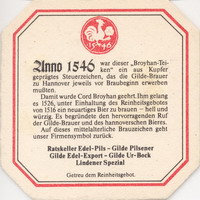 1546
Anno 1546 war dieser „Broyhan-Tei-
ken" ein aus Kupfer
geprägtes Steuerzeichen, das die Gilde-Brauer
zu Hannover jeweils vor Braubeginn erwerben
mußten.
Damit wurde Cord Broyhan geehrt. Ihm gelang
es 1526, unter Einhaltung des Reinheitsgebotes
von 1516 ein neuartiges Bier zu brauen – hell und
würzig. Es begründete den hervorragenden Ruf
der Gilde-Brauer und des hannoverschen Bieres.
Auf dieses mittelalterliche Brauzeichen geht
unser Firmensymbol zurück.
Ratskeller Edel-Pils – Gilde Pilsener
Gilde Edel-Export – Gilde Ur-Bock
Lindener Spezial
Getreu dem Reinheitsgebot.